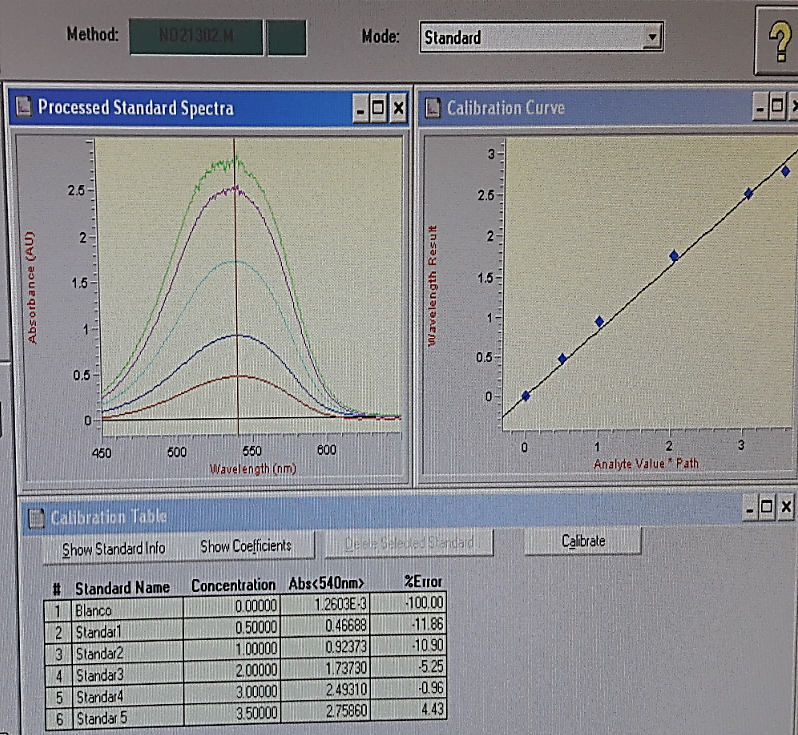 Method: NO21302.M Mode: Standard ?
Processed Standard Spectra
Absorbance (AU)
2.5
2
1.5
1
0.5
0
450 500 550 600
Wavelength (nm)
Calibration Curve
Wavelength Result
3
2.5
2
1.5
1
0.5
0
0 1 2 3
Analyte Value * Path
Calibration Table
Show Standard Info Show Coefficients Delete Selected Standard Calibrate
# Standard Name Concentration Abs<540nm> %Error
1 Blanco 0.00000 1.2603E-3 -100.00
2 Standar1 0.50000 0.46688 -11.86
3 Standar2 1.00000 0.92373 -10.90
4 Standar3 2.00000 1.73730 -5.25
5 Standar4 3.00000 2.49310 -0.96
6 Standar 5 3.50000 2.75860 4.43